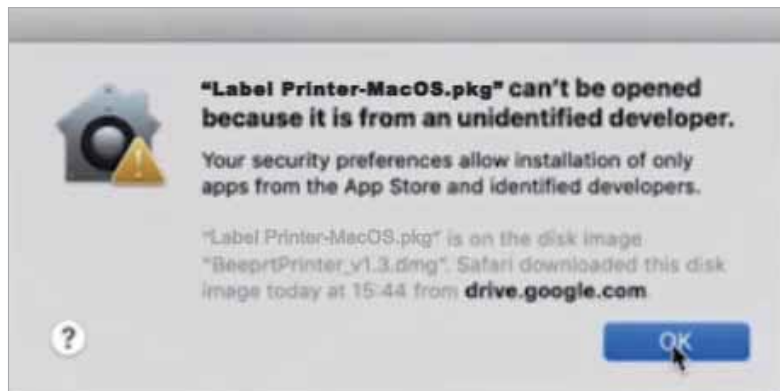 "Label Printer-MacOS.pkg" can't be opened
because it is from an unidentified developer.
Your security preferences allow installation of only
apps from the App Store and identified developers.
"Label Printer-MacOS.pkg" is on the disk image
"BeeprtPrinter_v1.3.dmg". Safari downloaded this disk
image today at 15:44 from drive.google.com
?
OK